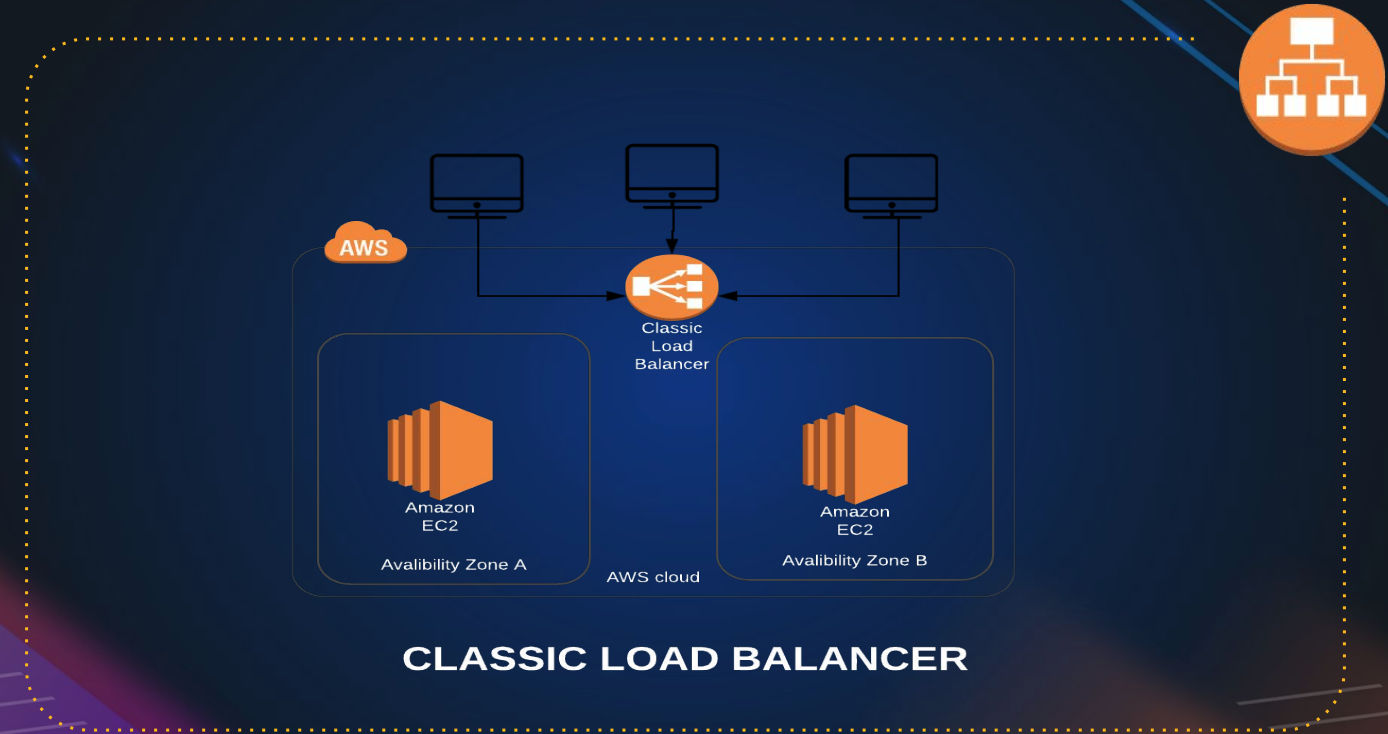 AWS
Classic
Load
Balancer
Amazon
EC2
Avalibility Zone A
Amazon
EC2
Avalibility Zone B
AWS cloud
CLASSIC LOAD BALANCER